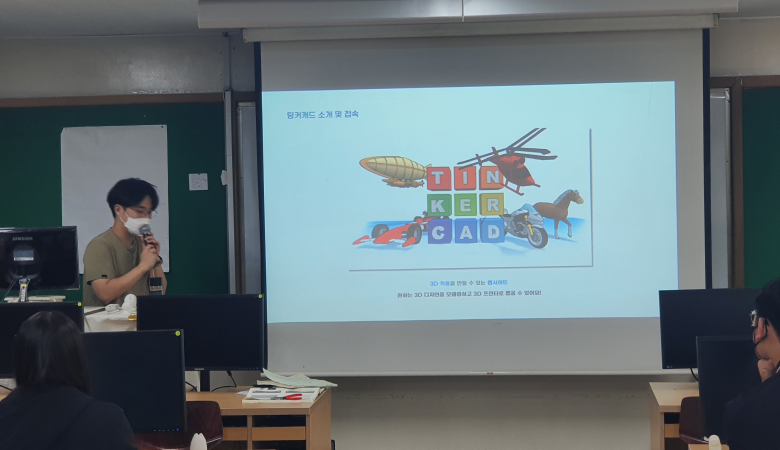 팅커캐드 소개 및 접속
TIN
KER
CAD
3D 작품을 만들 수 있는 웹사이트
원하는 3D 디자인을 모델링하고 3D 프린터로 뽑을 수 있어요!
SAMSUNG